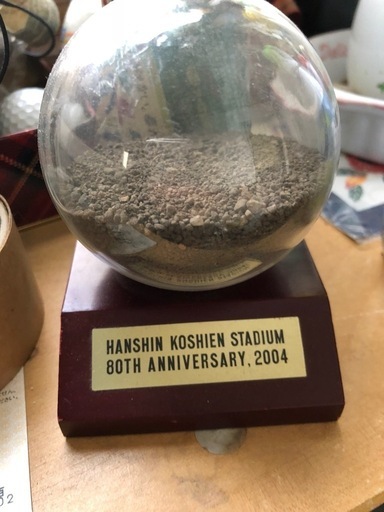 HANSHIN KOSHIEN STADIUM
80TH ANNIVERSARY, 2004